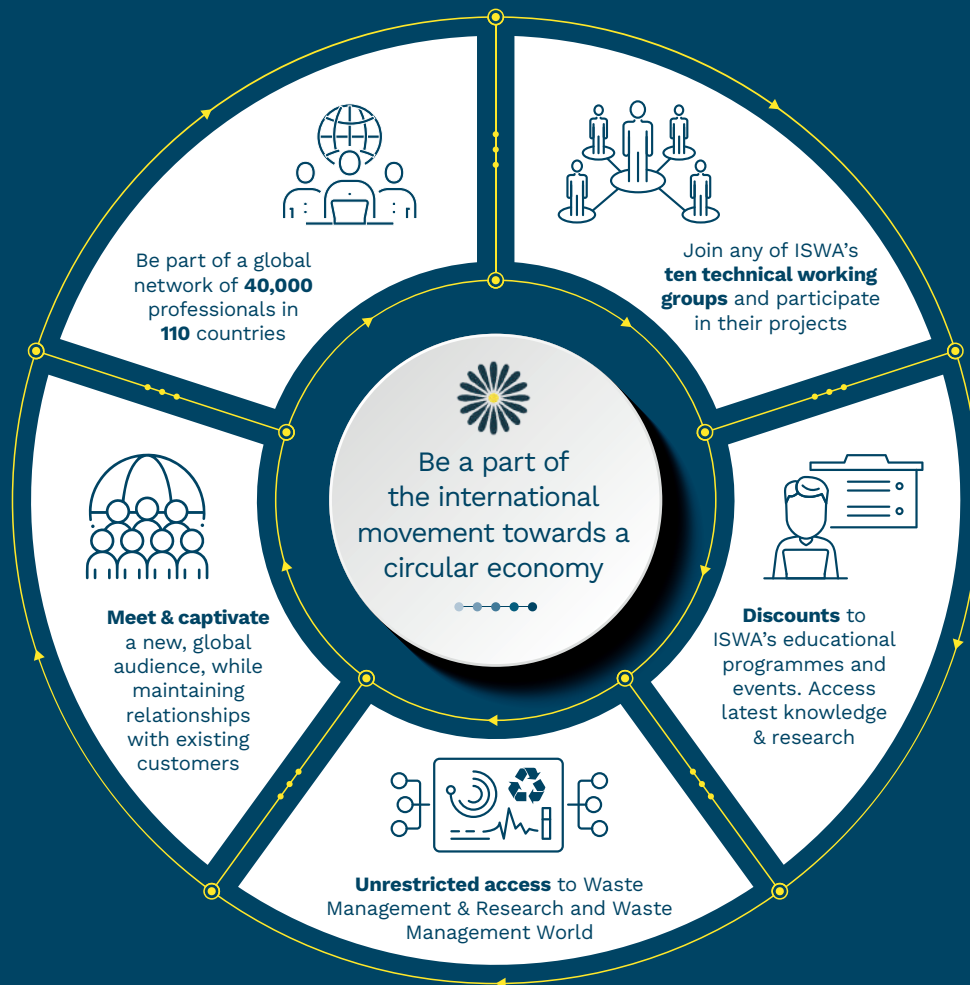 Be part of a global
network of 40,000
professionals in
110 countries
Join any of ISWA's
ten technical working
groups and participate
in their projects
Be a part of
the international
movement towards a
circular economy
Meet & captivate
a new, global
audience, while
maintaining
relationships
with existing
customers
Discounts to
ISWA's educational
programmes and
events. Access
latest knowledge
& research
Unrestricted access to Waste
Management & Research and Waste
Management World